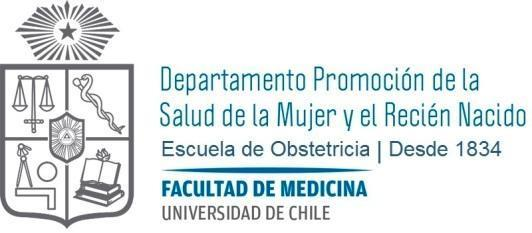 Departamento Promoción de la
Salud de la Mujer y el Recién Nacido
Escuela de Obstetricia | Desde 1834
FACULTAD DE MEDICINA
UNIVERSIDAD DE CHILE